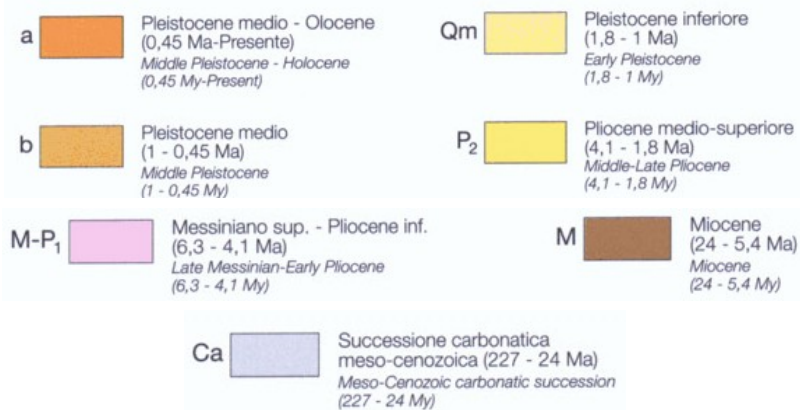 a
Pleistocene medio - Olocene
(0,45 Ma-Presente)
Middle Pleistocene - Holocene
(0,45 My-Present)
Qm
Pleistocene inferiore
(1,8 - 1 Ma)
Early Pleistocene
(1,8 - 1 My)
b
Pleistocene medio
(1 - 0,45 Ma)
Middle Pleistocene
(1 - 0,45 My)
P₂
Pliocene medio-superiore
(4,1 - 1,8 Ma)
Middle-Late Pliocene
(4,1 - 1,8 My)
M-P₁
Messiniano sup. - Pliocene inf.
(6,3 - 4,1 Ma)
Late Messinian-Early Pliocene
(6,3 - 4,1 My)
M
Miocene
(24 - 5,4 Ma)
Miocene
(24 - 5,4 My)
Ca
Successione carbonatica
meso-cenozoica (227 - 24 Ma)
Meso-Cenozoic carbonatic succession
(227 - 24 My)